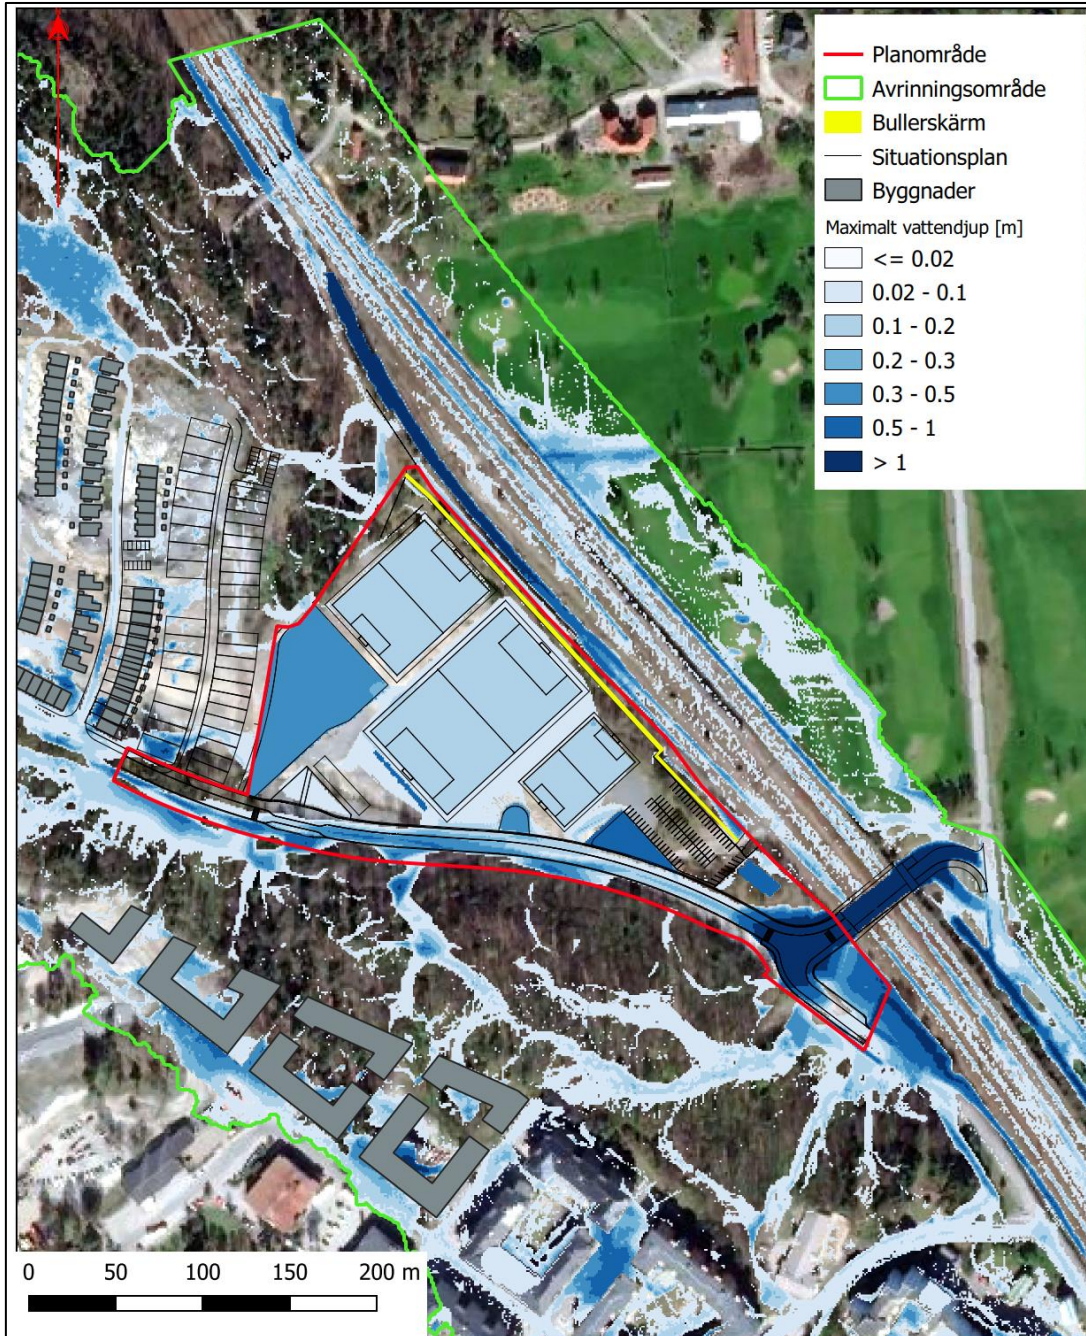 Planområde
Avrinningsområde
Bullerskärm
Situationsplan
Byggnader
Maximalt vattendjup [m]
<= 0.02
0.02 - 0.1
0.1 - 0.2
0.2 - 0.3
0.3 - 0.5
0.5 - 1
> 1
0 50 100 150 200 m